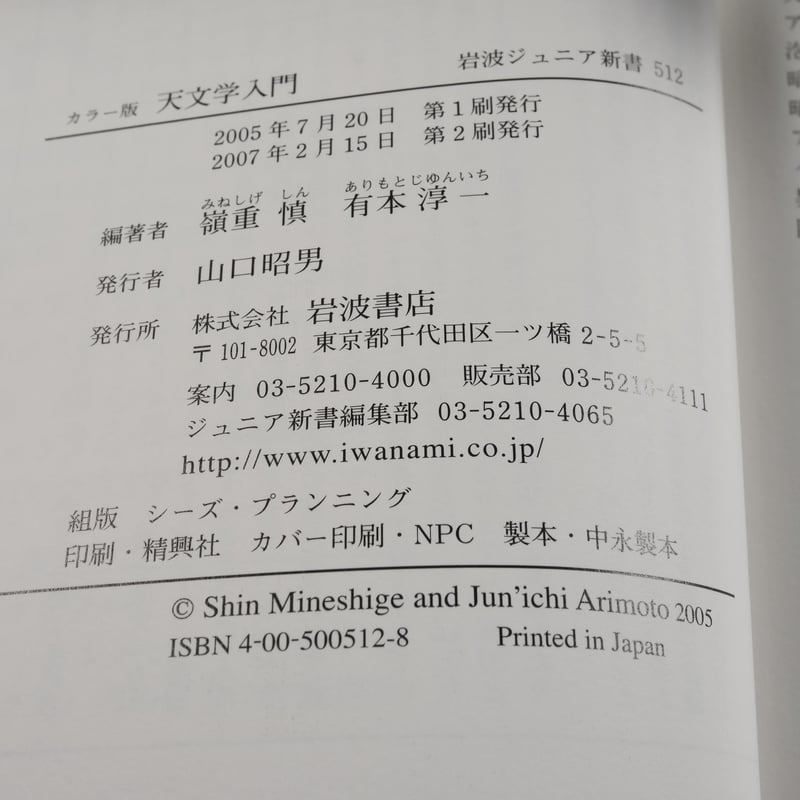 カラー版 天文学入門 岩波ジュニア新書 512
2005年7月20日 第1刷発行
2007年2月15日 第2刷発行
みねしげ しん ありもとじゅんいち
編著者 嶺重 慎 有本淳一
発行者 山口昭男
発行所 株式会社 岩波書店
〒101-8002 東京都千代田区一ツ橋 2-5-5
案内 03-5210-4000 販売部 03-5210-4111
ジュニア新書編集部 03-5210-4065
http://www.iwanami.co.jp/
組版 シーズ・プランニング
印刷・精興社 カバー印刷・NPC 製本・中永製本
© Shin Mineshige and Jun'ichi Arimoto 2005
ISBN 4-00-500512-8 Printed in Japan